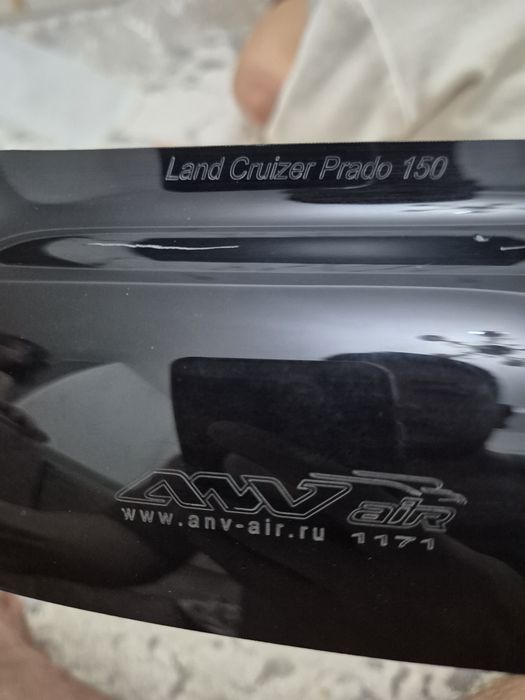 Land Cruizer Prado 150
ANV air
www.anv-air.ru 1171